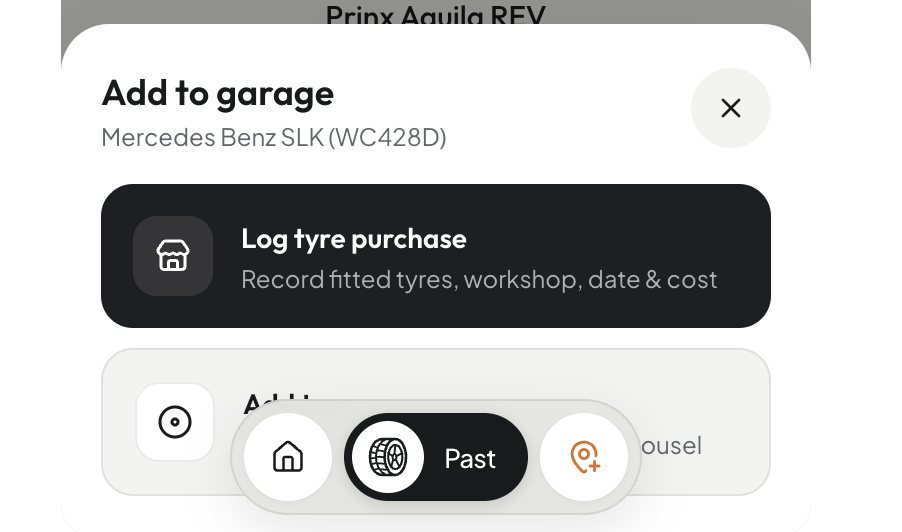 Prinx Aquila REV
Add to garage
Mercedes Benz SLK (WC428D)
Log tyre purchase
Record fitted tyres, workshop, date & cost
Add t
ousel
Past